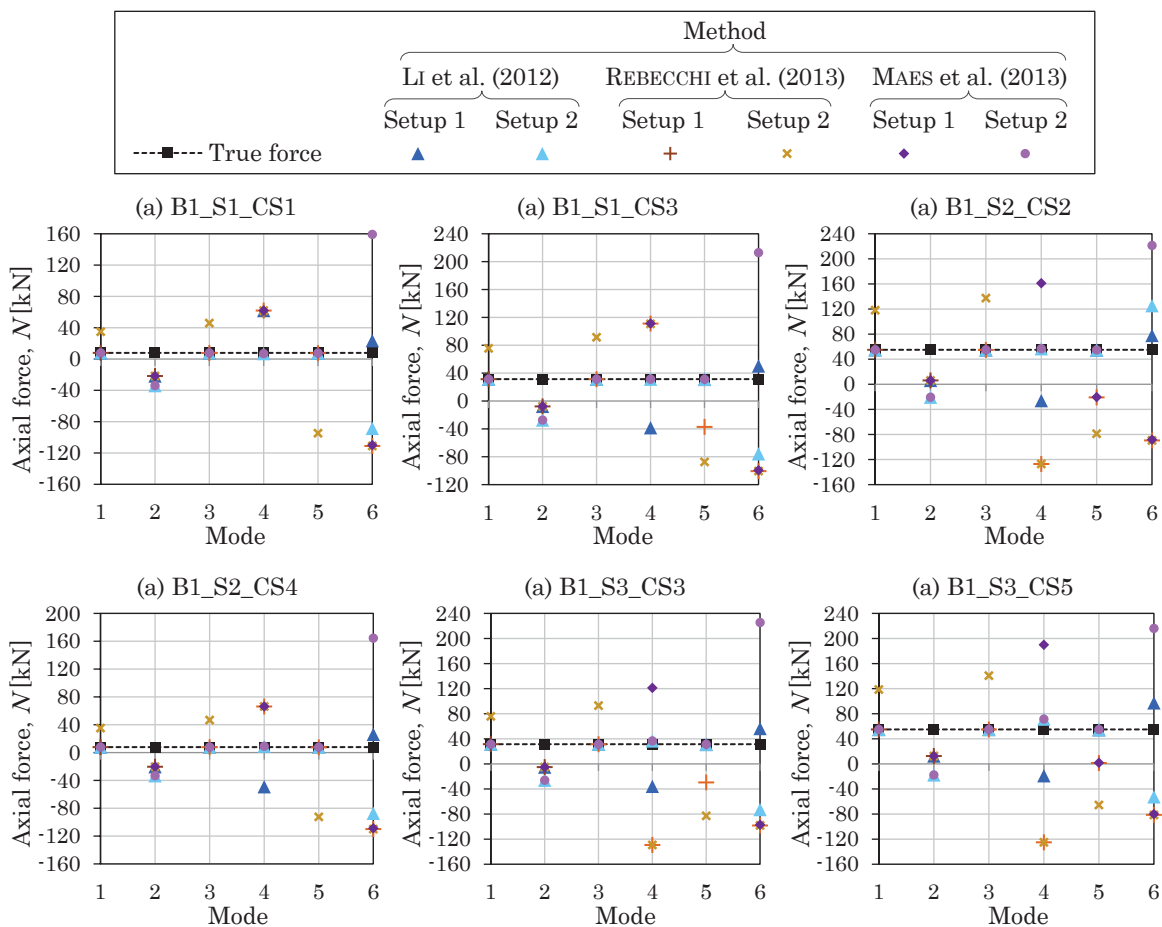 Method
LI et al. (2012) REBECCHI et al. (2013) MAES et al. (2013)
Setup 1 Setup 2 Setup 1 Setup 2 Setup 1 Setup 2
True force
(a) B1_S1_CS1
Axial force, N [kN]
160
120
80
40
0
-40
-80
-120
-160
1 2 3 4 5 6
Mode
(a) B1_S1_CS3
Axial force, N [kN]
240
200
160
120
80
40
0
-40
-80
-120
1 2 3 4 5 6
Mode
(a) B1_S2_CS2
Axial force, N [kN]
240
200
160
120
80
40
0
-40
-80
-120
-160
1 2 3 4 5 6
Mode
(a) B1_S2_CS4
Axial force, N [kN]
200
160
120
80
40
0
-40
-80
-120
-160
1 2 3 4 5 6
Mode
(a) B1_S3_CS3
Axial force, N [kN]
240
200
160
120
80
40
0
-40
-80
-120
-160
1 2 3 4 5 6
Mode
(a) B1_S3_CS5
Axial force, N [kN]
240
200
160
120
80
40
0
-40
-80
-120
-160
1 2 3 4 5 6
Mode